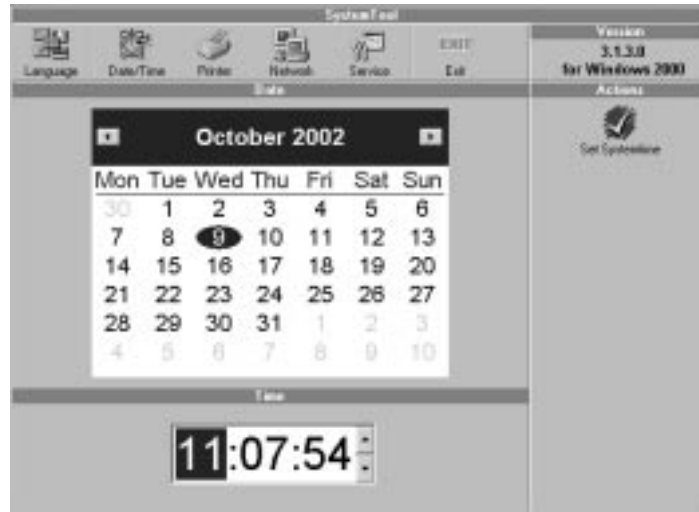 SystemTool
Language Date/Time Printer Network Service EXIT Exit
Version
3.1.3.0
for Windows 2000
Date
Actions
Set Systemtime
October 2002
Mon Tue Wed Thu Fri Sat Sun
30 1 2 3 4 5 6
7 8 9 10 11 12 13
14 15 16 17 18 19 20
21 22 23 24 25 26 27
28 29 30 31 1 2 3
4 5 6 7 8 9 10
Time
11:07:54